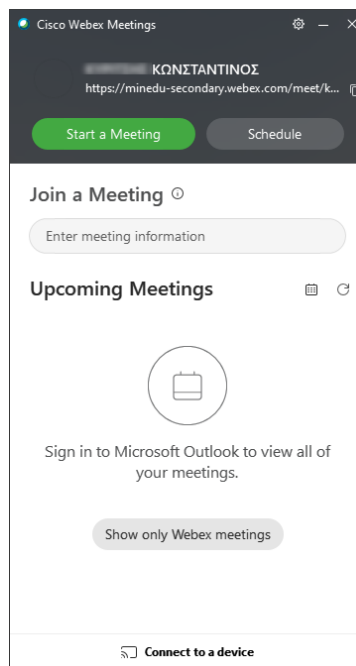 Cisco Webex Meetings
ΚΩΝΣΤΑΝΤΙΝΟΣ
https://minedu-secondary.webex.com/meet/k...
Start a Meeting
Schedule
Join a Meeting
Enter meeting information
Upcoming Meetings
Sign in to Microsoft Outlook to view all of
your meetings.
Show only Webex meetings
Connect to a device